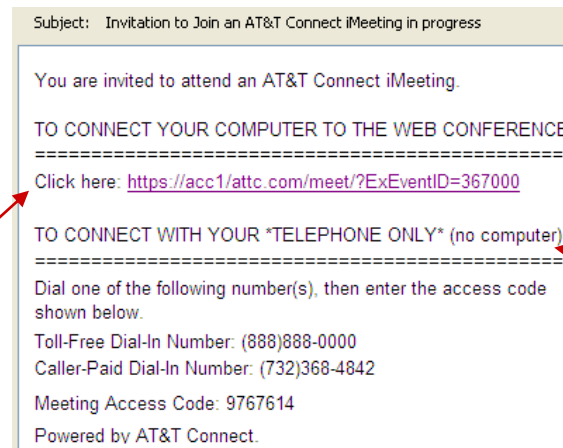 Subject: Invitation to Join an AT&T Connect iMeeting in progress
You are invited to attend an AT&T Connect iMeeting.
TO CONNECT YOUR COMPUTER TO THE WEB CONFERENCE
===============================================
Click here: https://acc1/attc.com/meet/?ExEventID=367000
TO CONNECT WITH YOUR *TELEPHONE ONLY* (no computer)
===============================================
Dial one of the following number(s), then enter the access code
shown below.
Toll-Free Dial-In Number: (888)888-0000
Caller-Paid Dial-In Number: (732)368-4842
Meeting Access Code: 9767614
Powered by AT&T Connect.